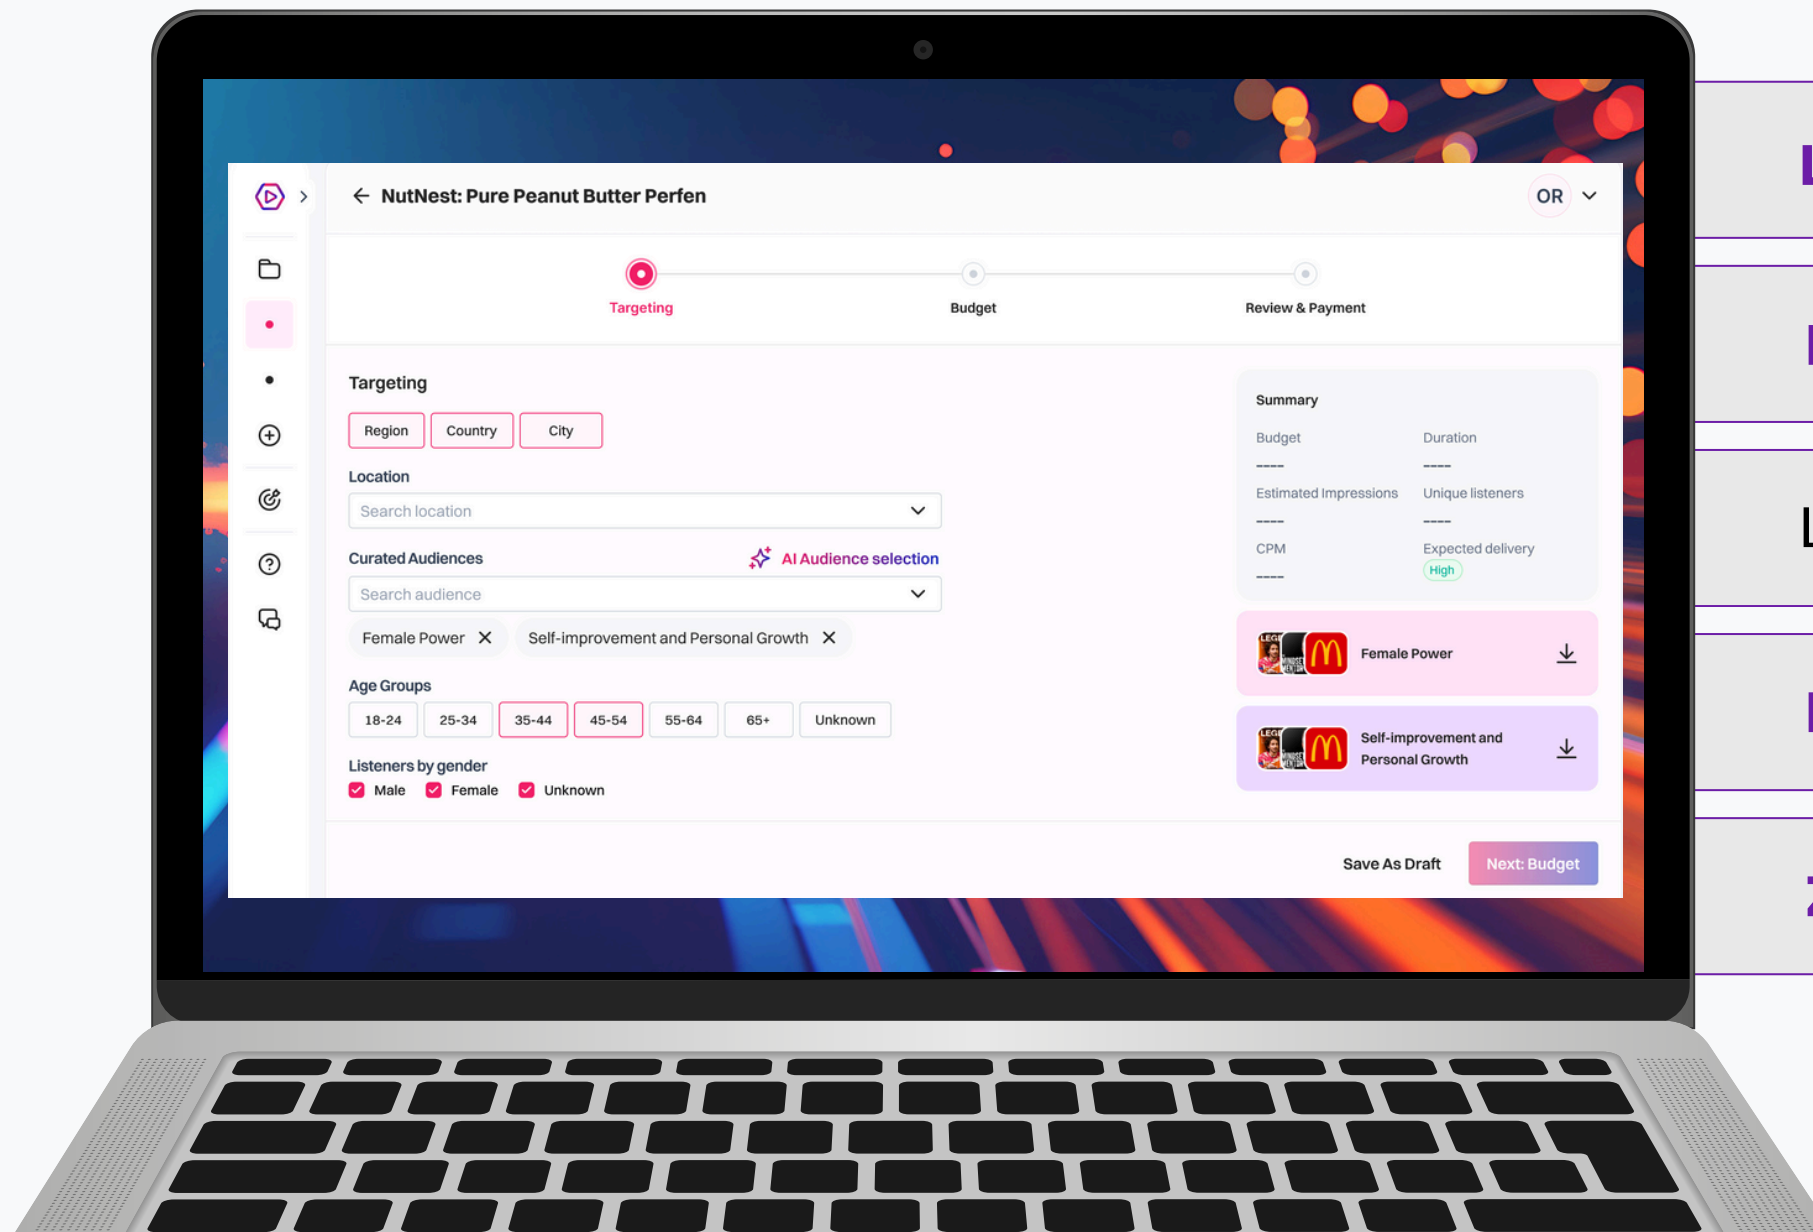 NutNest: Pure Peanut Butter Perfen
OR
Targeting
Budget
Review & Payment
Targeting
Region
Country
City
Location
Search location
Curated Audiences
AI Audience selection
Search audience
Female Power
Self-improvement and Personal Growth
Age Groups
18-24
25-34
35-44
45-54
55-64
65+
Unknown
Listeners by gender
Male
Female
Unknown
Summary
Budget
Duration
----
----
Estimated Impressions
Unique listeners
----
----
CPM
Expected delivery
----
High
Female Power
Self-improvement and
Personal Growth
Save As Draft
Next: Budget